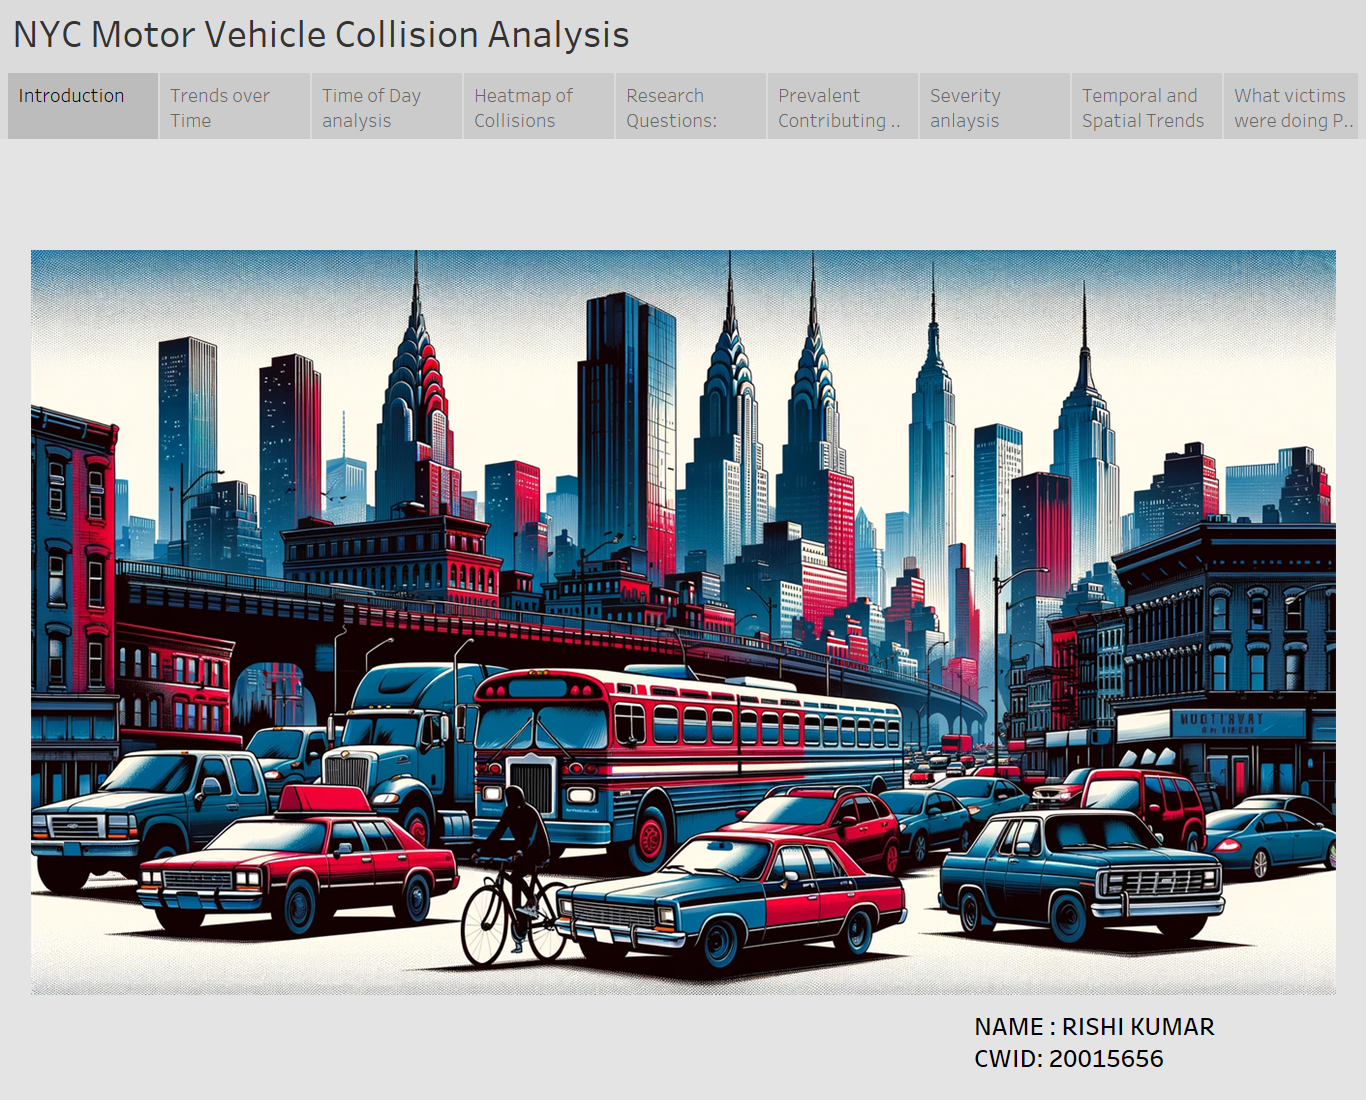 NYC Motor Vehicle Collision Analysis
Introduction
Trends over
Time
Time of Day
analysis
Heatmap of
Collisions
Research
Questions:
Prevalent
Contributing ..
Severity
anlaysis
Temporal and
Spatial Trends
What victims
were doing P..
NAME : RISHI KUMAR
CWID: 20015656